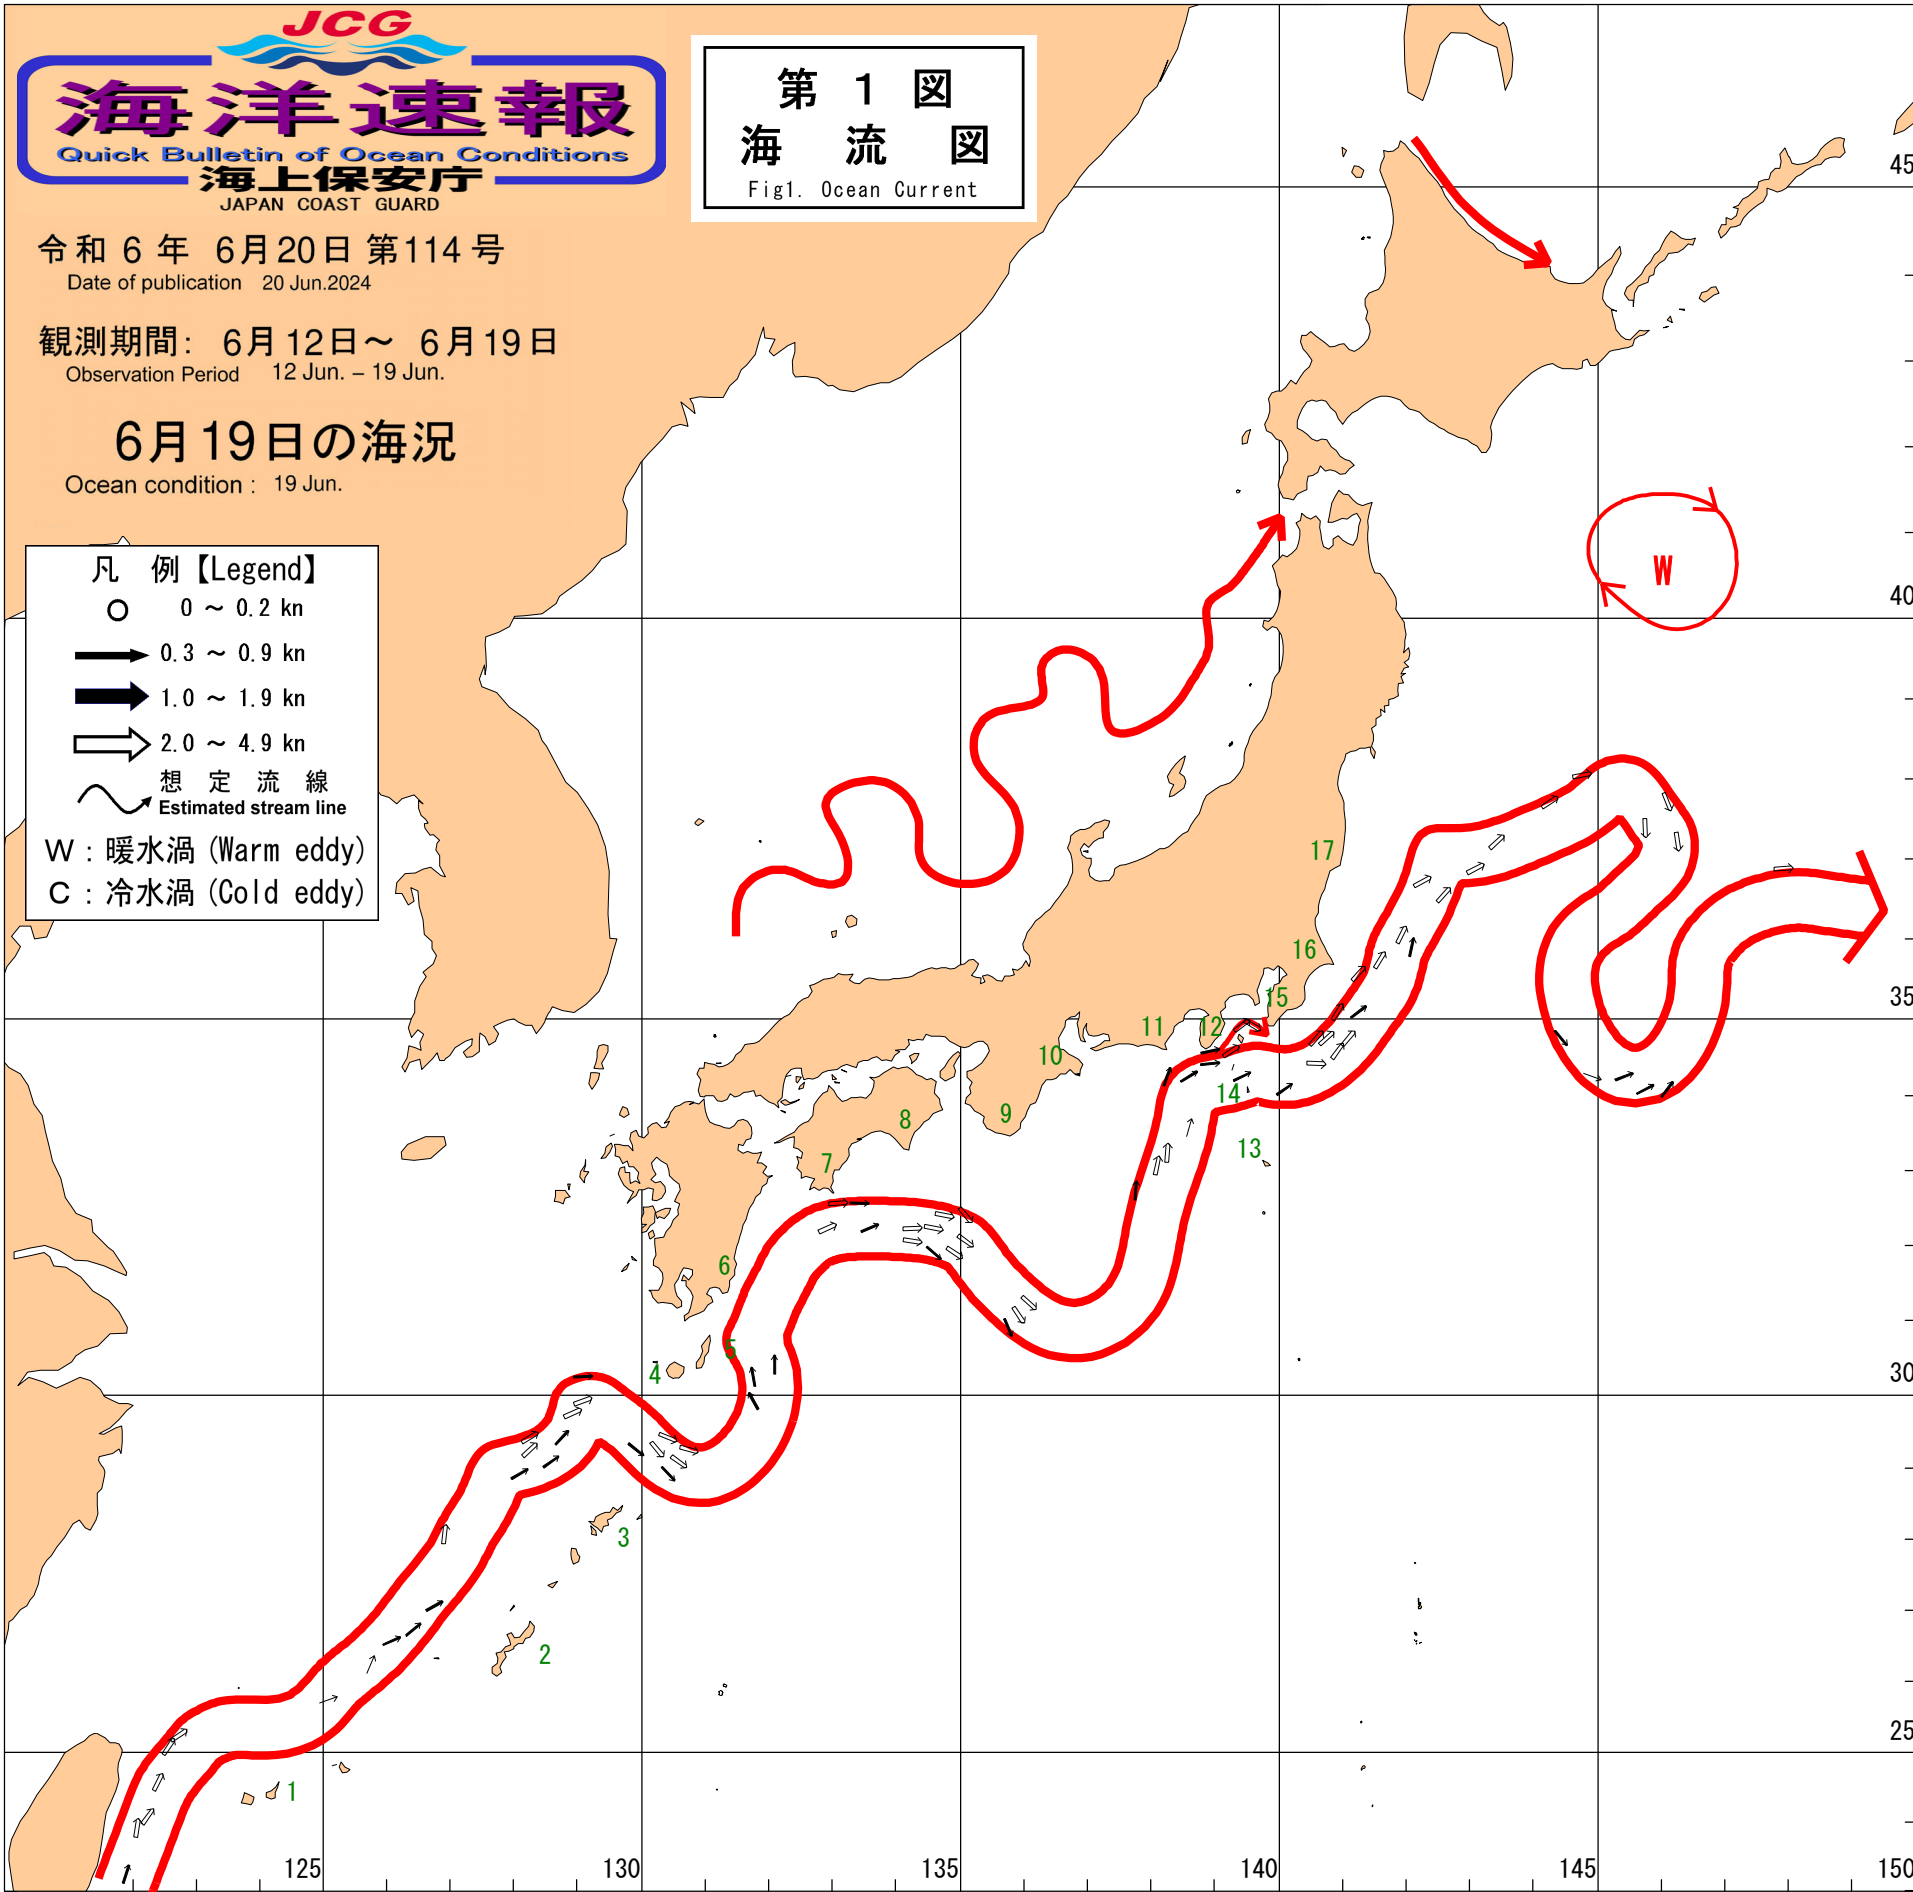 JCG
海洋速報
Quick Bulletin of Ocean Conditions
海上保安庁
JAPAN COAST GUARD
第 1 図
海 流 図
Fig1. Ocean Current
令和 6 年 6月20日 第114号
Date of publication 20 Jun.2024
観測期間: 6月12日～ 6月19日
Observation Period 12 Jun. – 19 Jun.
6月19日の海況
Ocean condition : 19 Jun.
凡 例【Legend】
0 ～ 0.2 kn
0.3 ～ 0.9 kn
1.0 ～ 1.9 kn
2.0 ～ 4.9 kn
想 定 流 線
Estimated stream line
W : 暖水渦 (Warm eddy)
C : 冷水渦 (Cold eddy)
45
W
40
17
16
15
35
11
12
10
14
8
9
13
7
6
5
4
30
3
2
25
1
125
130
135
140
145
150